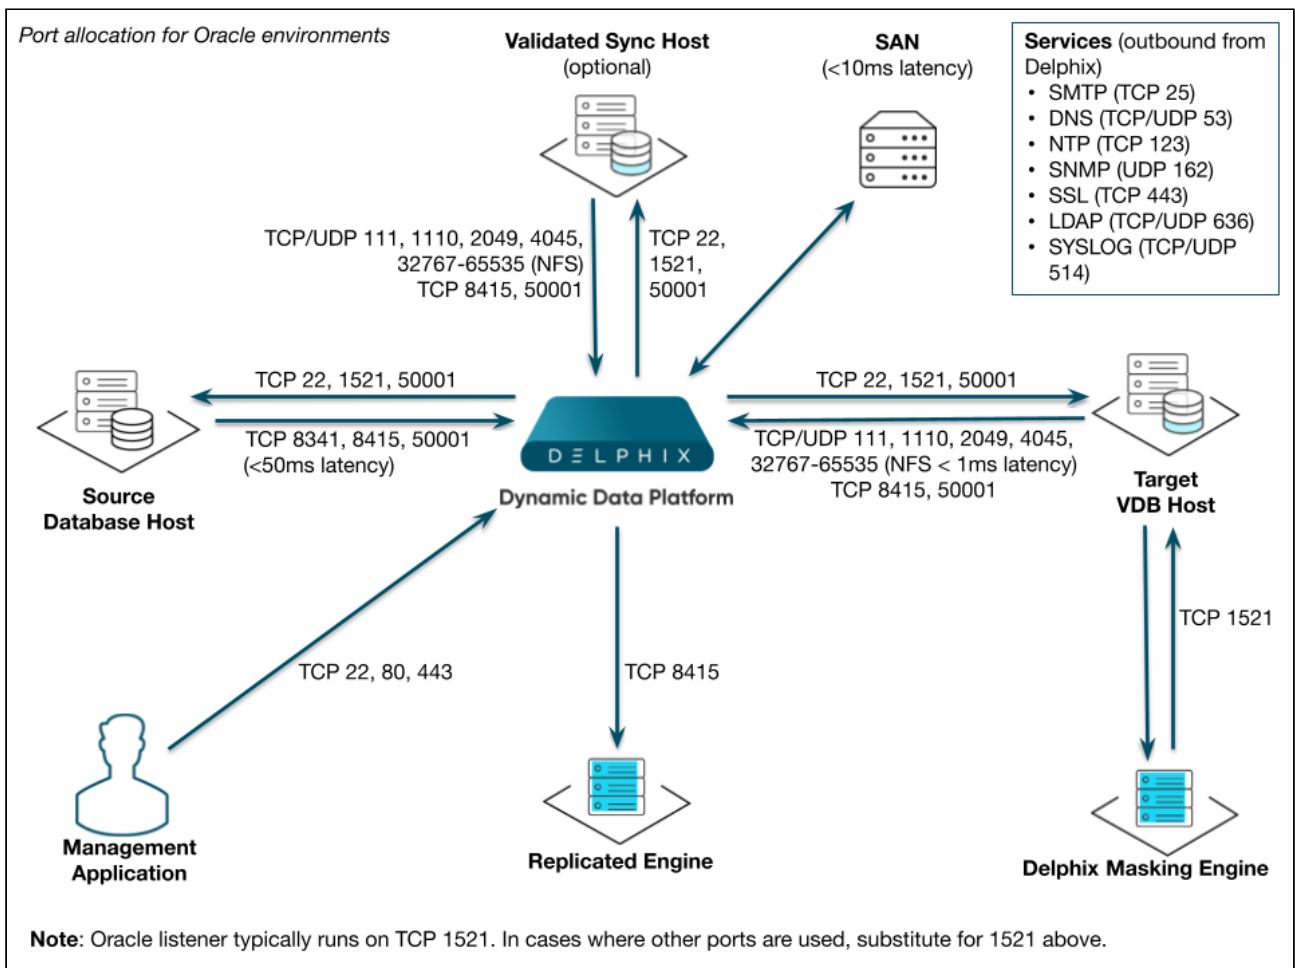 Port allocation for Oracle environments
Validated Sync Host
(optional)
SAN
(<10ms latency)
Services (outbound from
Delphix)
• SMTP (TCP 25)
• DNS (TCP/UDP 53)
• NTP (TCP 123)
• SNMP (UDP 162)
• SSL (TCP 443)
• LDAP (TCP/UDP 636)
• SYSLOG (TCP/UDP
514)
TCP/UDP 111, 1110, 2049, 4045,
32767-65535 (NFS)
TCP 8415, 50001
TCP 22,
1521,
50001
TCP 22, 1521, 50001
TCP 8341, 8415, 50001
(<50ms latency)
Source
Database Host
DELPHIX
Dynamic Data Platform
TCP 22, 1521, 50001
TCP/UDP 111, 1110, 2049, 4045,
32767-65535 (NFS < 1ms latency)
TCP 8415, 50001
Target
VDB Host
TCP 22, 80, 443
TCP 8415
TCP 1521
Management
Application
Replicated Engine
Delphix Masking Engine
Note: Oracle listener typically runs on TCP 1521. In cases where other ports are used, substitute for 1521 above.